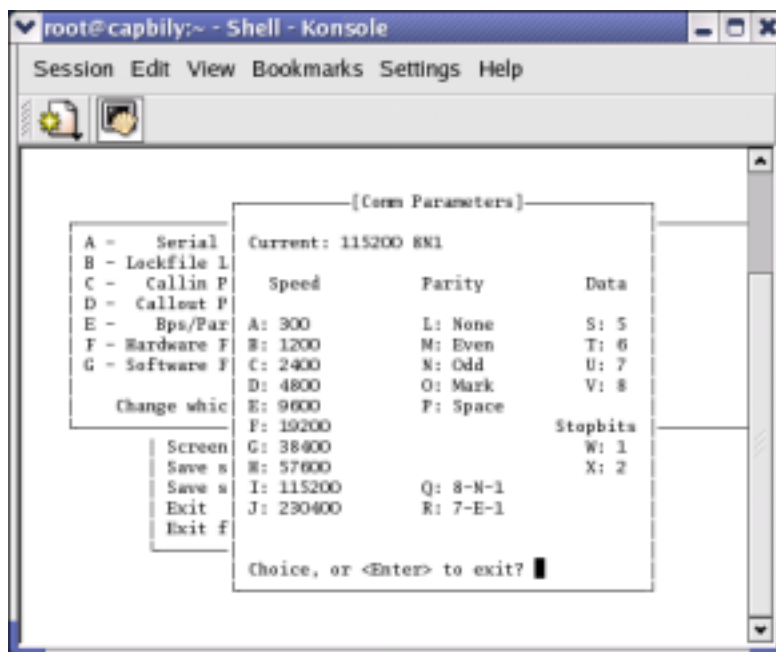 root@capbily:~ - Shell - Konsole
Session Edit View Bookmarks Settings Help
[Comm Parameters]
A - Serial
B - Lockfile L
C - Callin P
D - Callout P
E - Bps/Par
F - Hardware F
G - Software F
Change whic
Screen
Save s
Save s
Exit
Exit f
Current: 115200 8N1
Speed Parity Data
A: 300 L: None S: 5
B: 1200 M: Even T: 6
C: 2400 N: Odd U: 7
D: 4800 O: Mark V: 8
E: 9600 P: Space
F: 19200 Stopbits
G: 38400 W: 1
H: 57600 X: 2
I: 115200 Q: 8-N-1
J: 230400 R: 7-E-1
Choice, or <Enter> to exit?